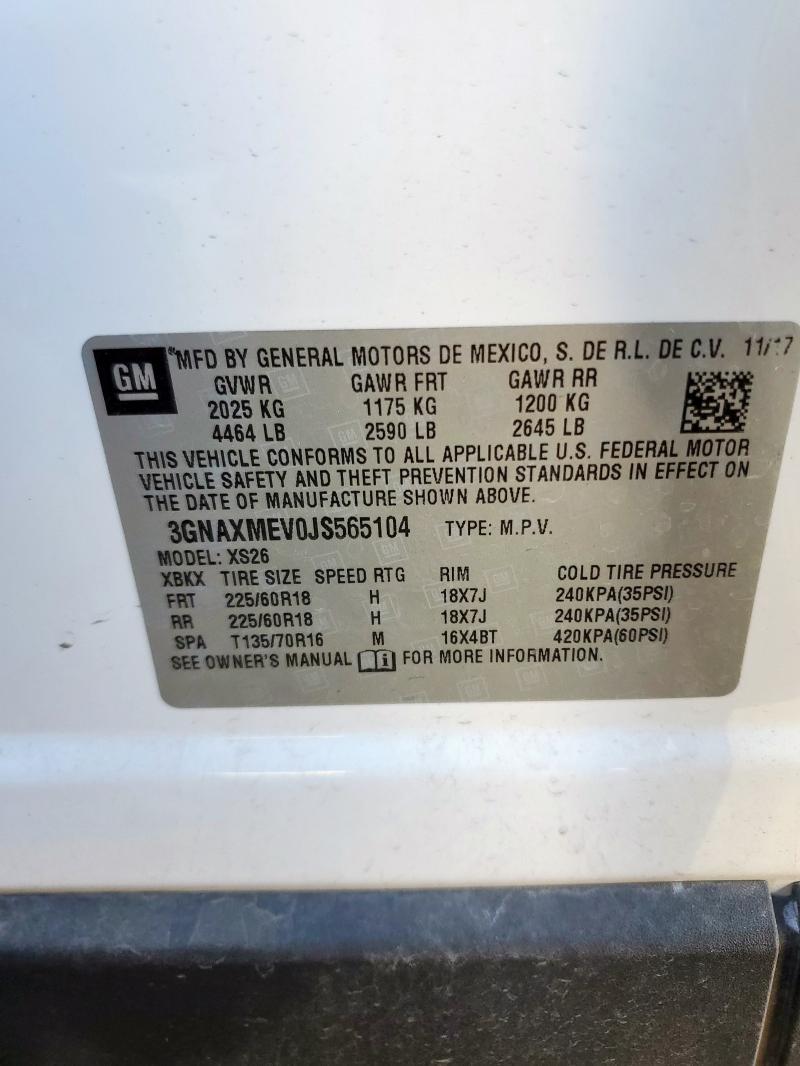 GM MFD BY GENERAL MOTORS DE MEXICO, S. DE R.L. DE C.V. 11/17
GVWR GAWR FRT GAWR RR
2025 KG 1175 KG 1200 KG
4464 LB 2590 LB 2645 LB
THIS VEHICLE CONFORMS TO ALL APPLICABLE U.S. FEDERAL MOTOR
VEHICLE SAFETY AND THEFT PREVENTION STANDARDS IN EFFECT ON
THE DATE OF MANUFACTURE SHOWN ABOVE.
3GNAXMEV0JS565104 TYPE: M.P.V.
MODEL: XS26
XBKX TIRE SIZE SPEED RTG RIM COLD TIRE PRESSURE
FRT 225/60R18 H 18X7J 240KPA(35PSI)
RR 225/60R18 H 18X7J 240KPA(35PSI)
SPA T135/70R16 M 16X4BT 420KPA(60PSI)
SEE OWNER'S MANUAL FOR MORE INFORMATION.